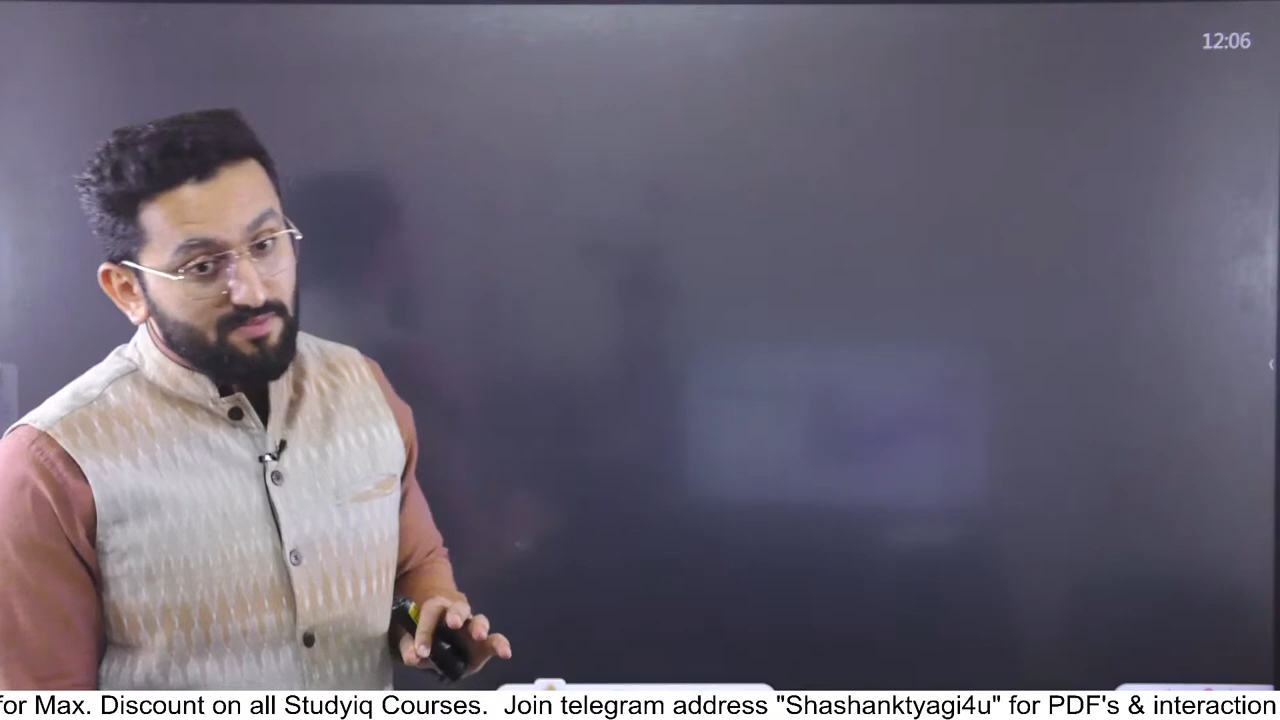 12:06
for Max. Discount on all Studyiq Courses.  Join telegram address "Shashanktyagi4u" for PDF's & interaction